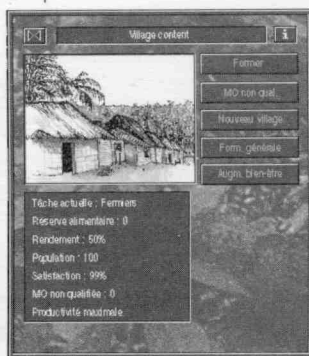 Village content
i
Former
MO non qual.
Nouveau village
Form. générale
Augm. bien-être
Tâche actuelle : Fermiers
Réserve alimentaire : 0
Rendement : 50%
Population : 100
Satisfaction : 99%
MO non qualifiée : 0
Productivité maximale